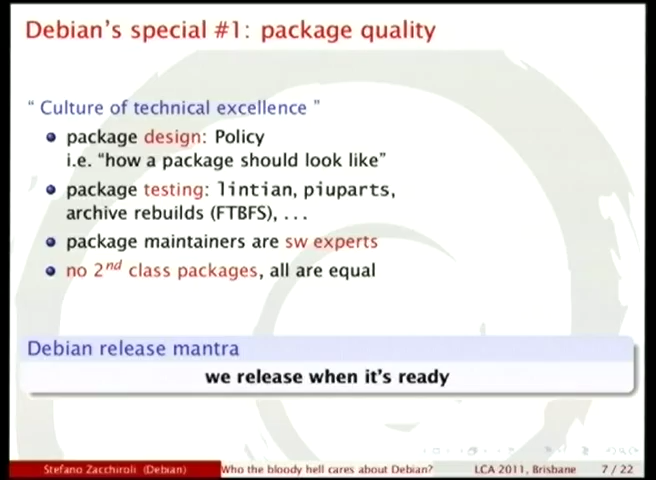 Debian's special #1: package quality
“ Culture of technical excellence ”
package design: Policy
i.e. “how a package should look like”
package testing: lintian, piuparts,
archive rebuilds (FTBFS), ...
package maintainers are sw experts
no 2nd class packages, all are equal
Debian release mantra
we release when it's ready
Stefano Zacchiroli (Debian) Who the bloody hell cares about Debian? LCA 2011, Brisbane 7 / 22